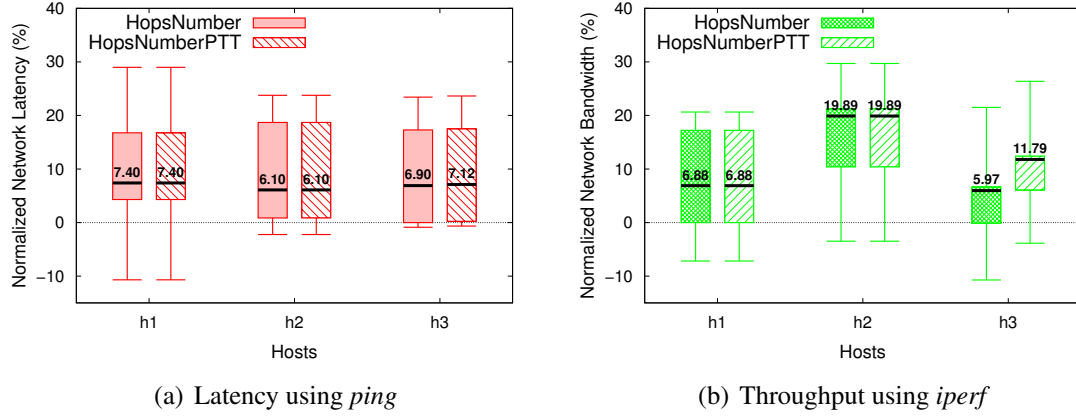 HopsNumber
HopsNumberPTT
Normalized Network Latency (%)
40
30
20
10
0
−10
7.40
7.40
6.10
6.10
6.90
7.12
h1
h2
h3
Hosts
(a) Latency using ping
HopsNumber
HopsNumberPTT
Normalized Network Bandwidth (%)
40
30
20
10
0
−10
6.88
6.88
19.89
19.89
5.97
11.79
h1
h2
h3
Hosts
(b) Throughput using iperf